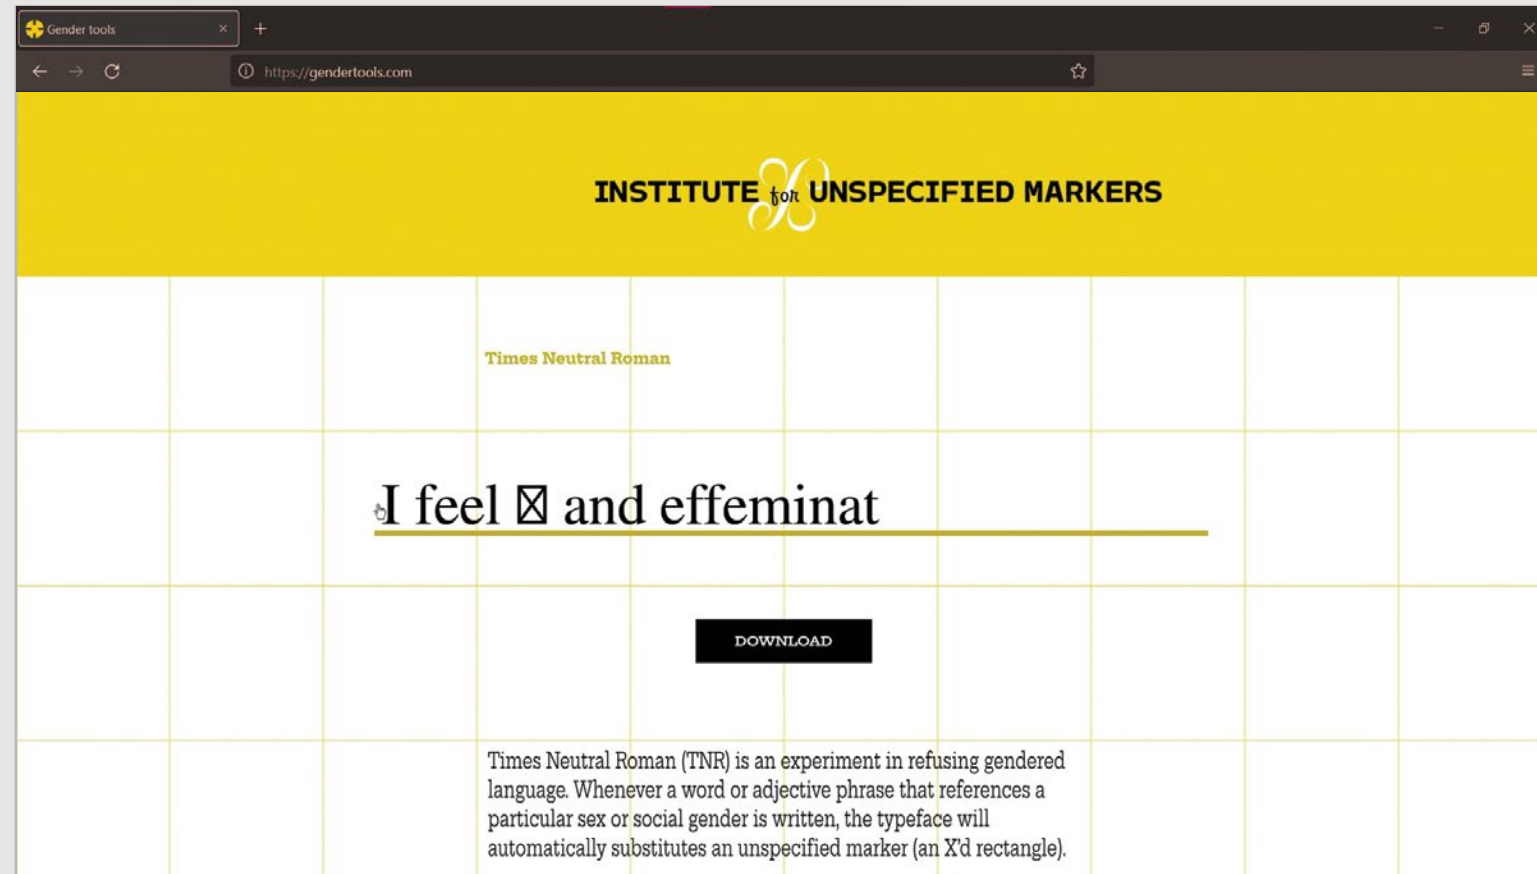 Gender tools
https://gendertools.com
INSTITUTE for UNSPECIFIED MARKERS
Times Neutral Roman
I feel ☒ and effeminat
DOWNLOAD
Times Neutral Roman (TNR) is an experiment in refusing gendered
language. Whenever a word or adjective phrase that references a
particular sex or social gender is written, the typeface will
automatically substitutes an unspecified marker (an X'd rectangle).